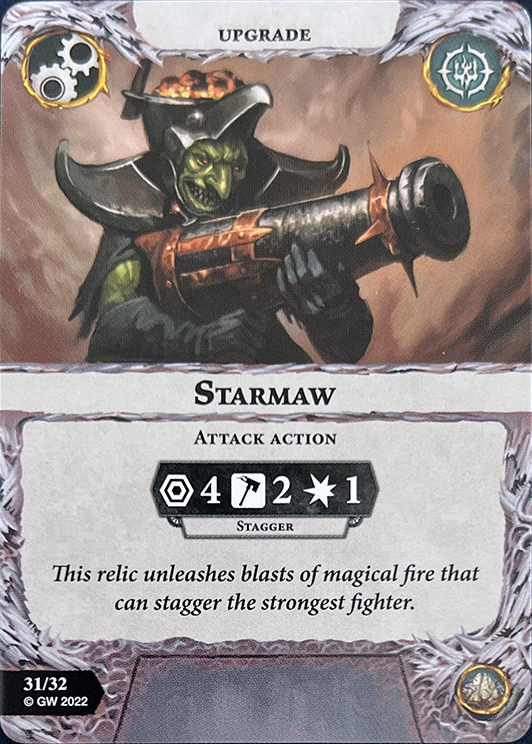 UPGRADE
STARMAW
ATTACK ACTION
4 2 1
STAGGER
This relic unleashes blasts of magical fire that
can stagger the strongest fighter.
31/32
© GW 2022